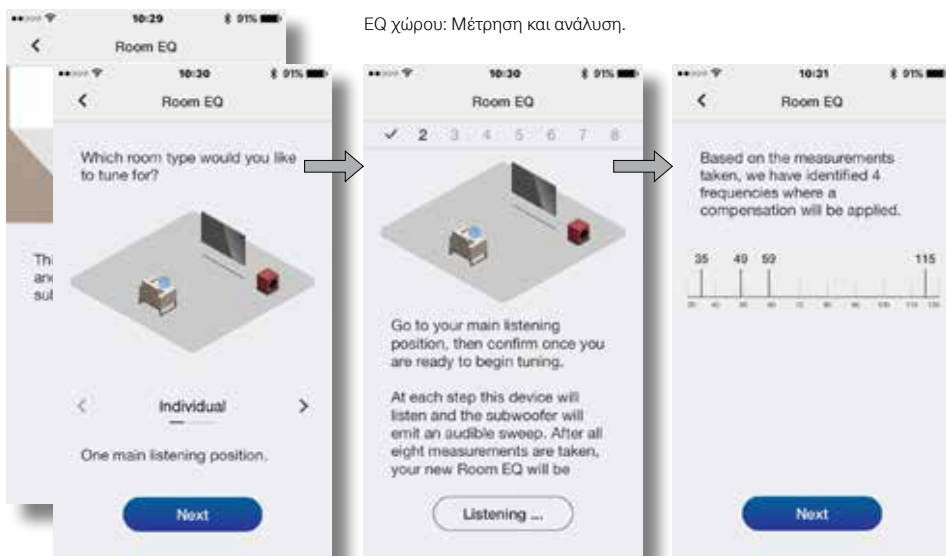 EQ χώρου: Μέτρηση και ανάλυση.
10:29
91%
Room EQ
Thi
and
sub
10:30
91%
Room EQ
Which room type would you like
to tune for?
Individual
One main listening position.
Next
10:30
91%
Room EQ
2 3 4 5 6 7 8
Go to your main listening
position, then confirm once you
are ready to begin tuning.
At each step this device will
listen and the subwoofer will
emit an audible sweep. After all
eight measurements are taken,
your new Room EQ will be
Listening ...
10:31
91%
Room EQ
Based on the measurements
taken, we have identified 4
frequencies where a
compensation will be applied.
35 49 59 115
Next